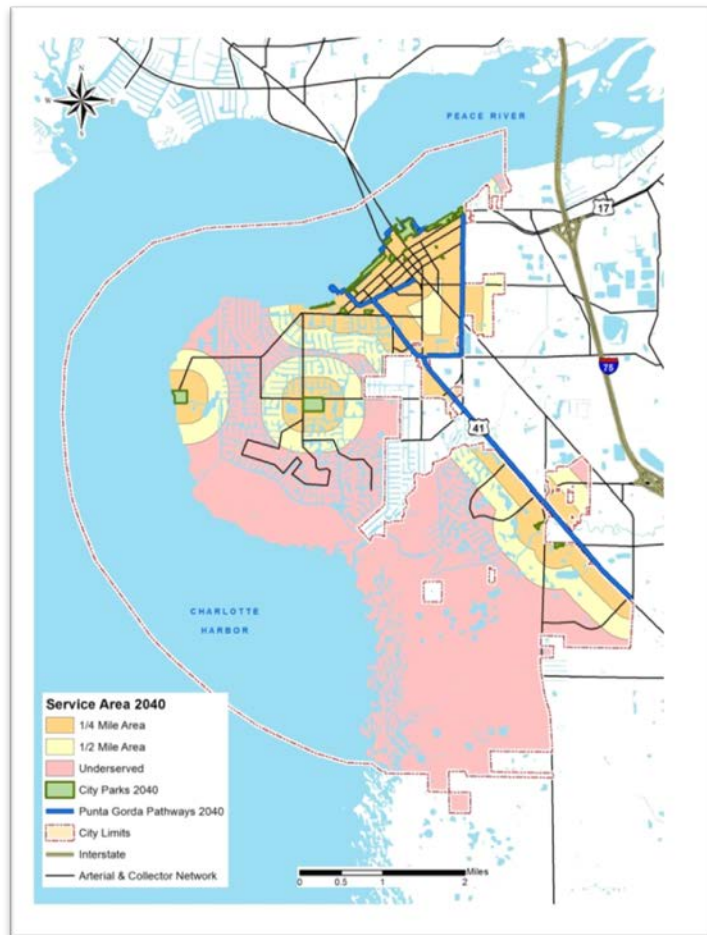 N
W
E
S
PEACE RIVER
17
75
41
CHARLOTTE
HARBOR
Service Area 2040
1/4 Mile Area
1/2 Mile Area
Underserved
City Parks 2040
Punta Gorda Pathways 2040
City Limits
Interstate
Arterial & Collector Network
Miles
0 0.5 1 2